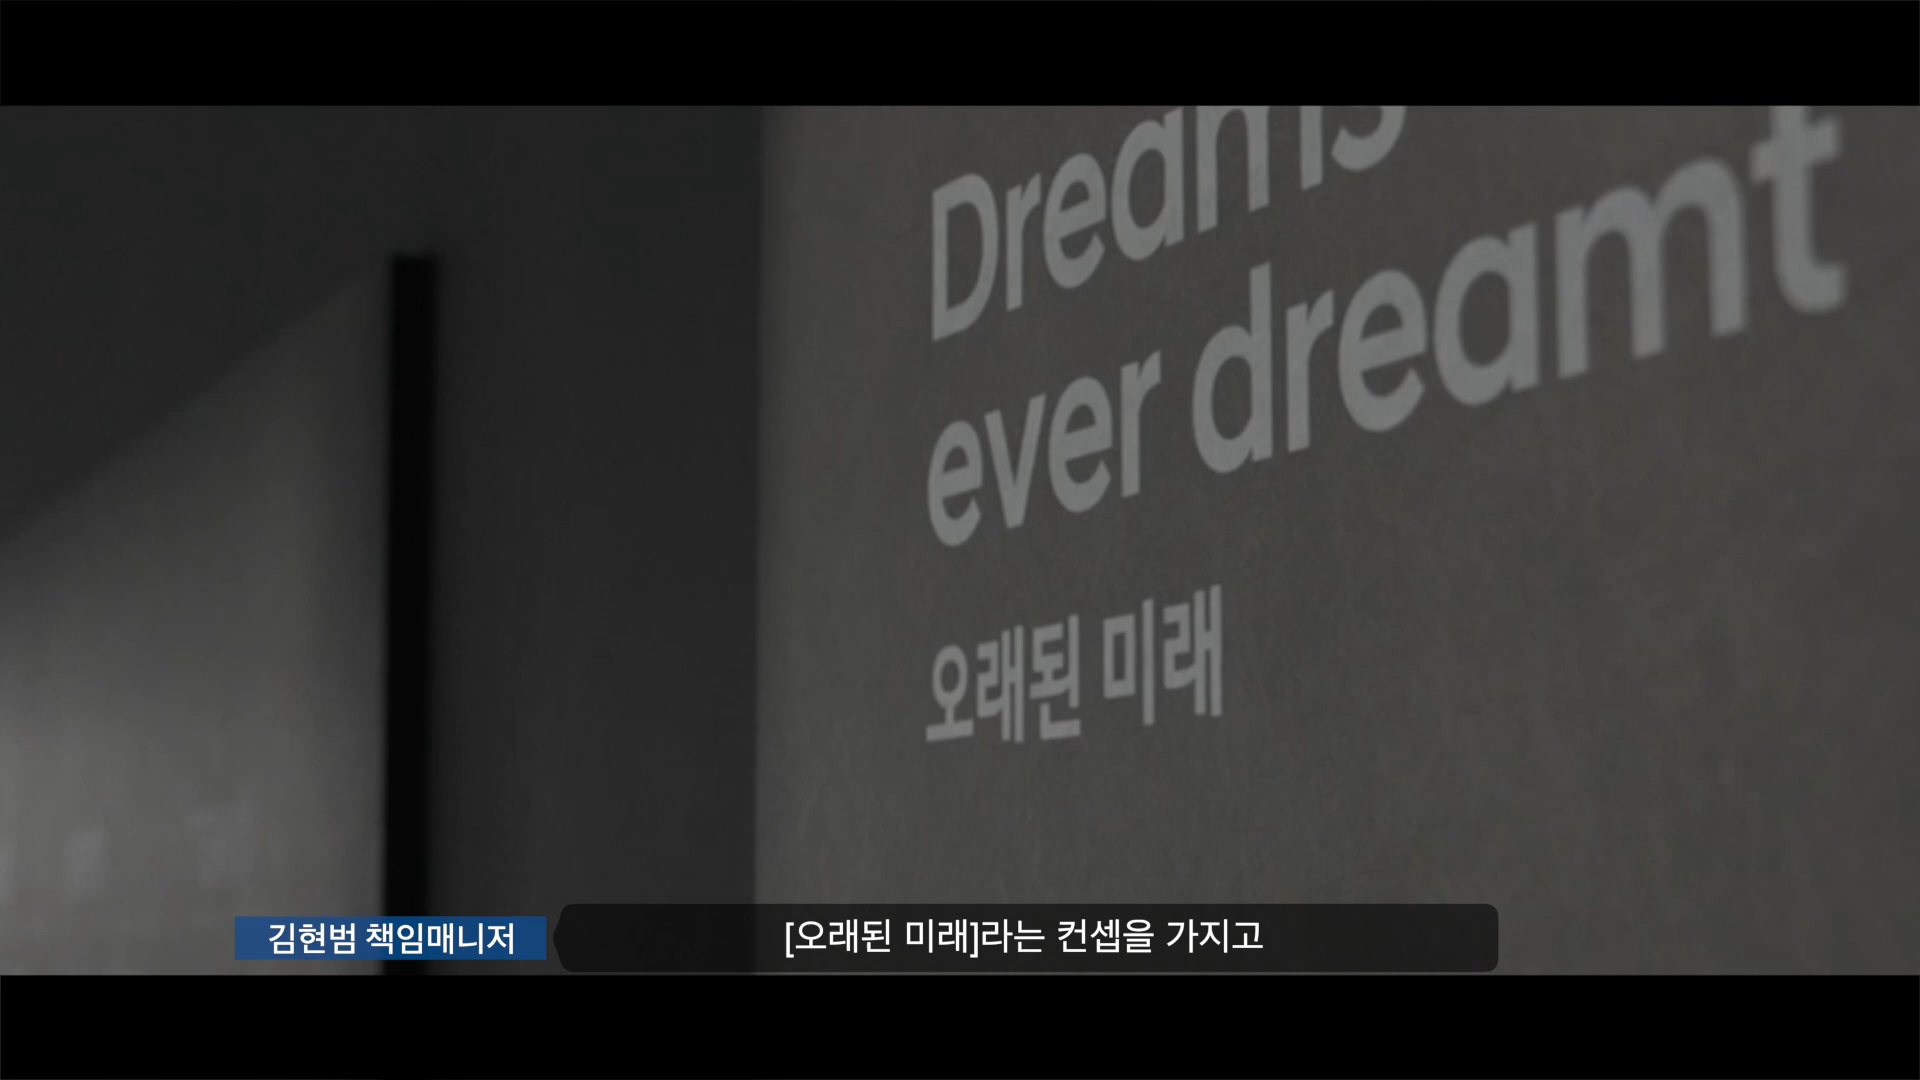 Dreams
ever dreamt
오래된 미래
김현범 책임매니저
[오래된 미래]라는 컨셉을 가지고